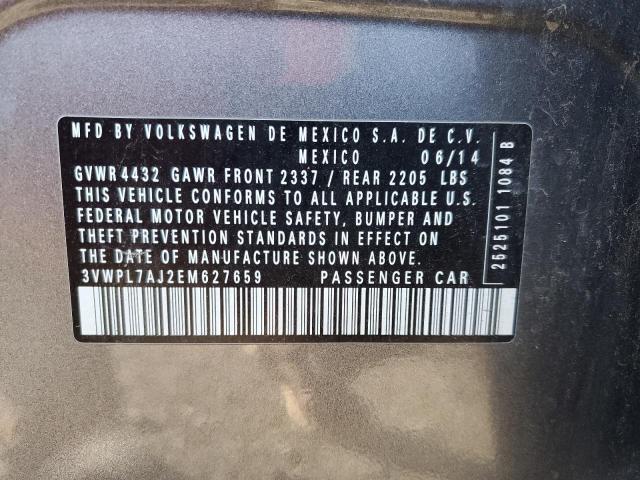 MFD BY VOLKSWAGEN DE MEXICO S.A. DE C.V.
MEXICO 06/14
GVWR 4432 GAWR FRONT 2337 / REAR 2205 LBS
THIS VEHICLE CONFORMS TO ALL APPLICABLE U.S.
FEDERAL MOTOR VEHICLE SAFETY, BUMPER AND
THEFT PREVENTION STANDARDS IN EFFECT ON
THE DATE OF MANUFACTURE SHOWN ABOVE.
3VWPL7AJ2EM627659 PASSENGER CAR
2525101 1084 B